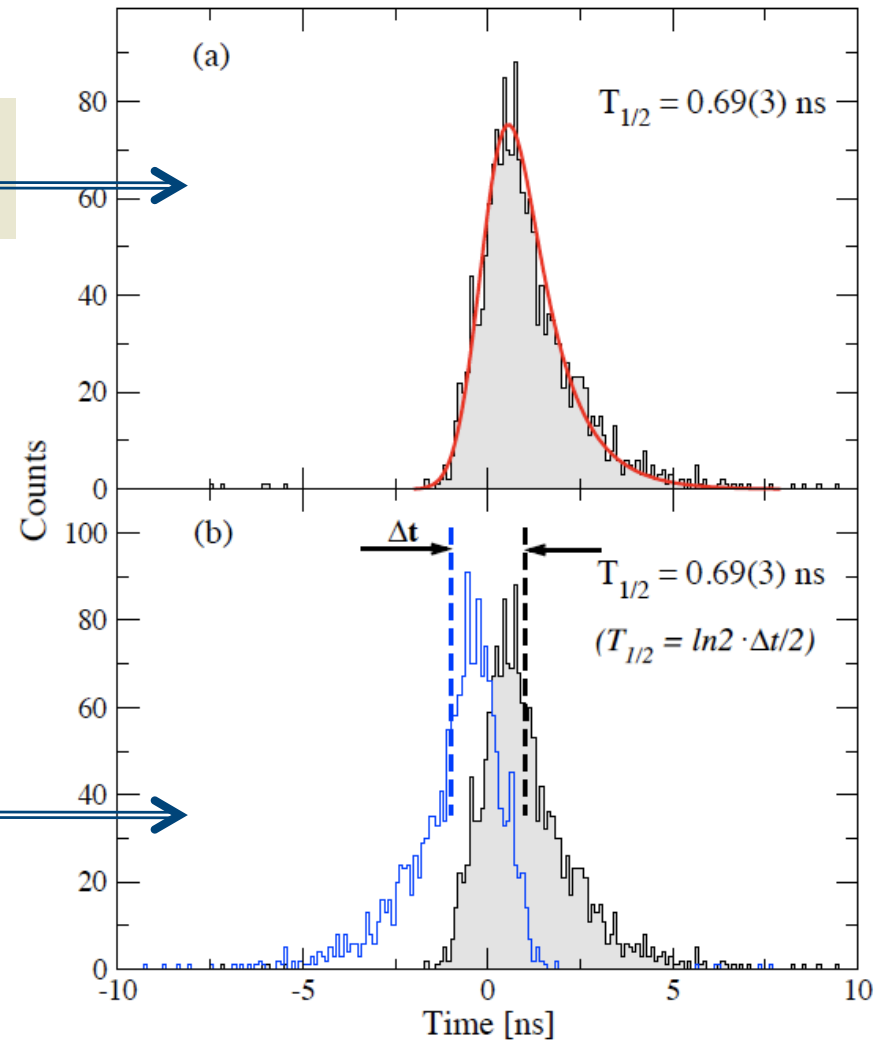 (a)
T1/2 = 0.69(3) ns
80
60
40
20
0
Counts
(b)
Δt
T1/2 = 0.69(3) ns
(T1/2 = ln2 ·Δt/2)
100
80
60
40
20
0
-10 -5 0 5 10
Time [ns]